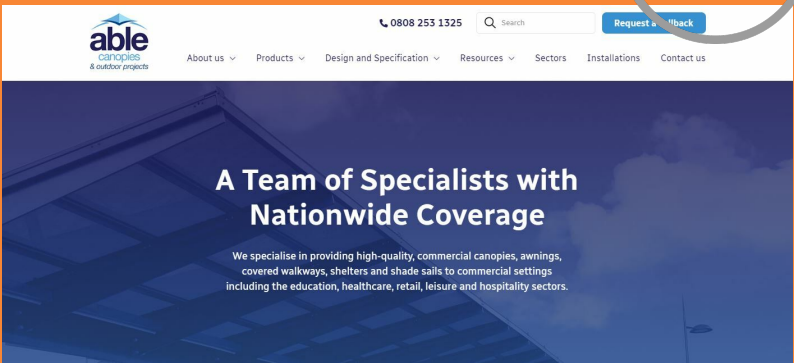 able
canopies
& outdoor projects
0808 253 1325
Search
Request a Callback
About us
Products
Design and Specification
Resources
Sectors
Installations
Contact us
A Team of Specialists with
Nationwide Coverage
We specialise in providing high-quality, commercial canopies, awnings,
covered walkways, shelters and shade sails to commercial settings
including the education, healthcare, retail, leisure and hospitality sectors.